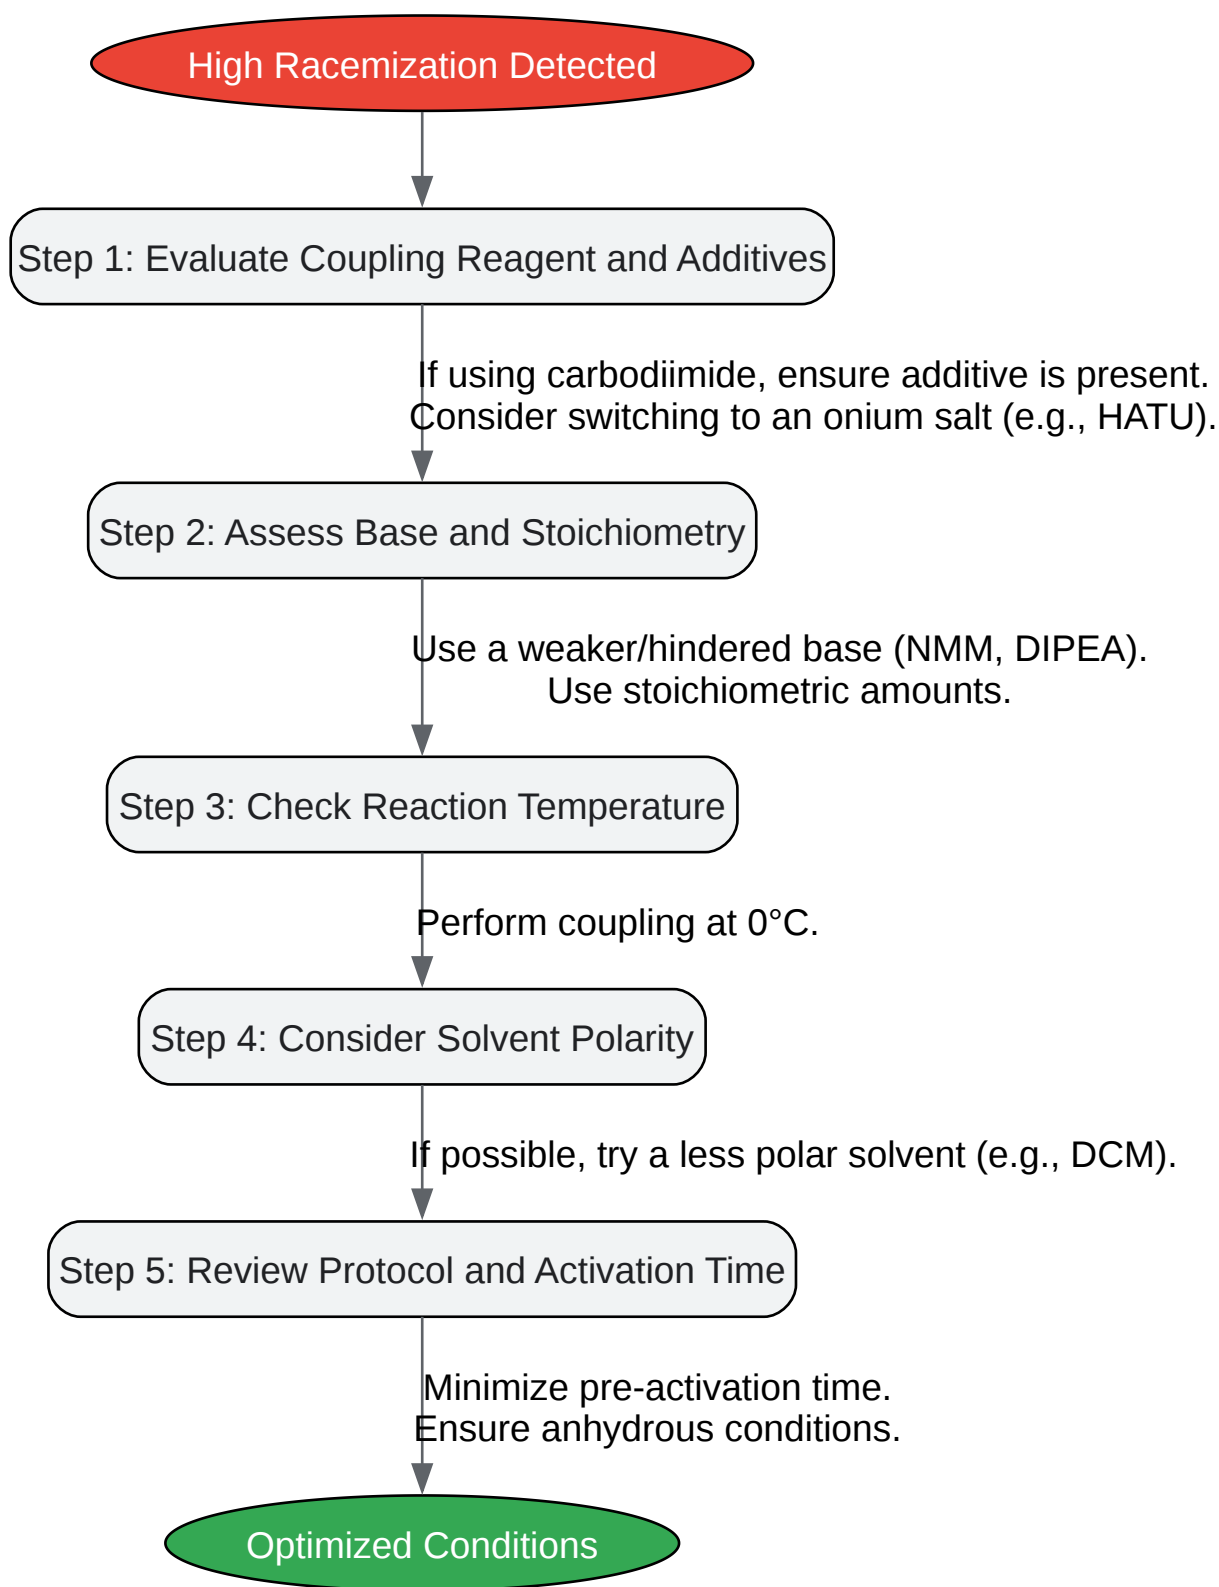 High Racemization Detected
Step 1: Evaluate Coupling Reagent and Additives
If using carbodiimide, ensure additive is present.
Consider switching to an onium salt (e.g., HATU).
Step 2: Assess Base and Stoichiometry
Use a weaker/hindered base (NMM, DIPEA).
Use stoichiometric amounts.
Step 3: Check Reaction Temperature
Perform coupling at 0°C.
Step 4: Consider Solvent Polarity
If possible, try a less polar solvent (e.g., DCM).
Step 5: Review Protocol and Activation Time
Minimize pre-activation time.
Ensure anhydrous conditions.
Optimized Conditions